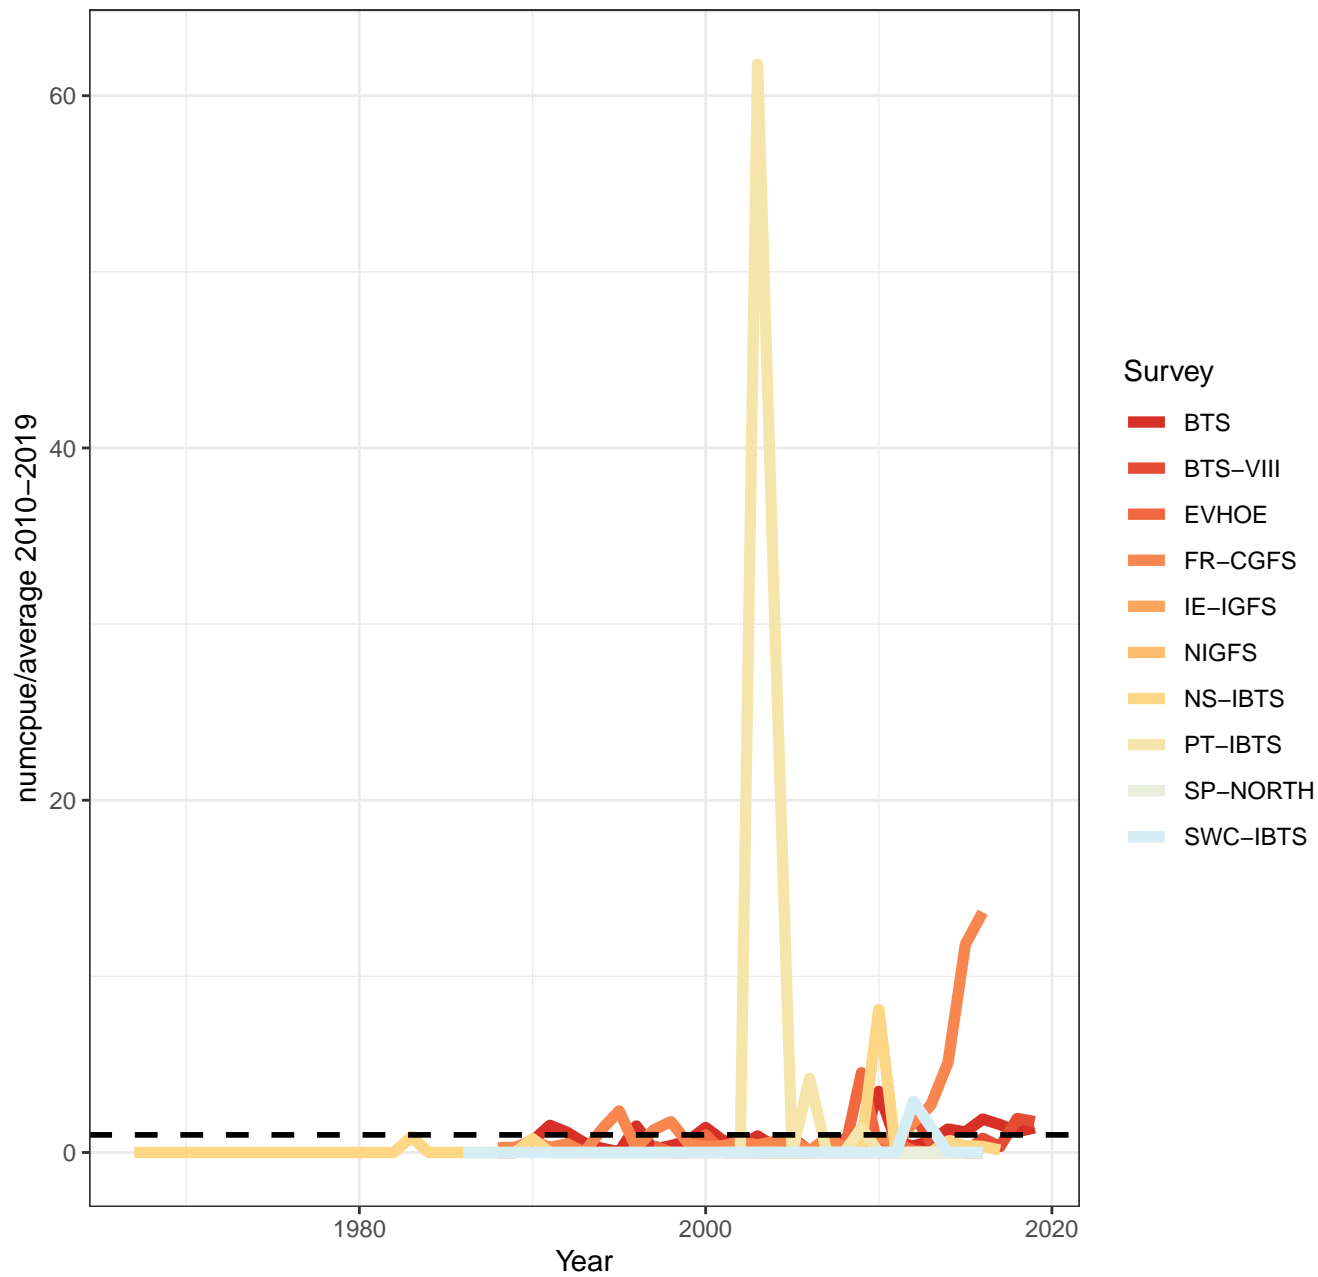 60
40
20
0
numcpue/average 2010−2019
1980
2000
2020
Year
Survey
BTS
BTS−VIII
EVHOE
FR−CGFS
IE−IGFS
NIGFS
NS−IBTS
PT−IBTS
SP−NORTH
SWC−IBTS